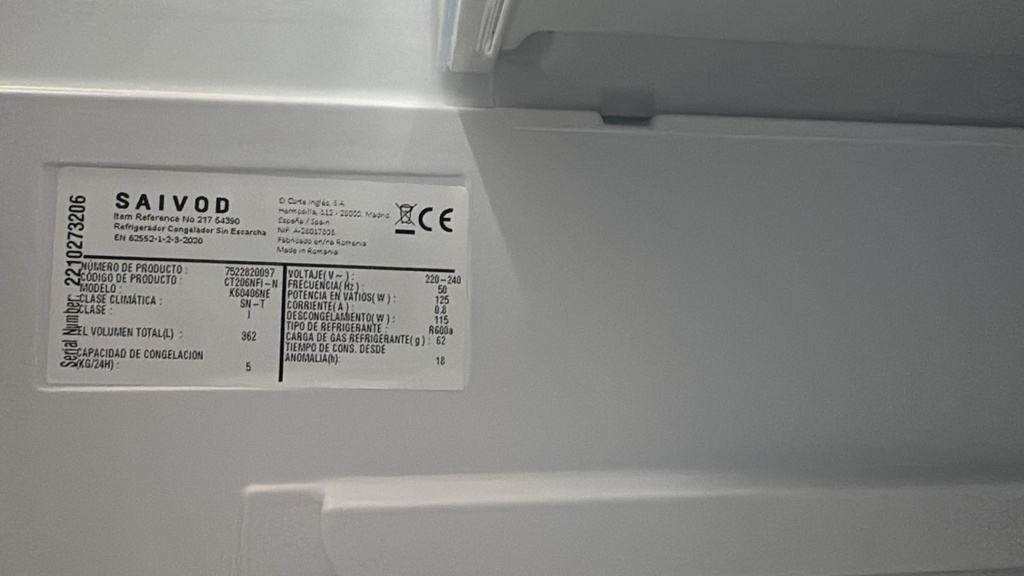 SAIVOD
Item Reference No 217 54390
Refrigerador Congelador Sin Escarcha
EN 62552-1-2-3-2020
El Corte Inglés, S.A.
Hermosilla, 112 - 28009, Madrid
España / Spain
NIF: A-28017895
Fabricado en/na Romania
Made in Romania
CE
Serial Number: 2210273206
NÚMERO DE PRODUCTO : 7522820097
CÓDIGO DE PRODUCTO : CT206NFI-N
MODELO : K60406NE
CLASE CLIMÁTICA : SN-T
CLASE : I
EL VOLUMEN TOTAL(L) : 362
CAPACIDAD DE CONGELACION
(KG/24H) : 5
VOLTAJE( V ~ ) : 220-240
FRECUENCIA( Hz ) : 50
POTENCIA EN VATIOS( W ) : 125
CORRIENTE( A ) : 0.8
DESCONGELAMIENTO( W ) : 115
TIPO DE REFRIGERANTE : R600a
CARGA DE GAS REFRIGERANTE( g ) : 62
TIEMPO DE CONS. DESDE
ANOMALIA(h): 18